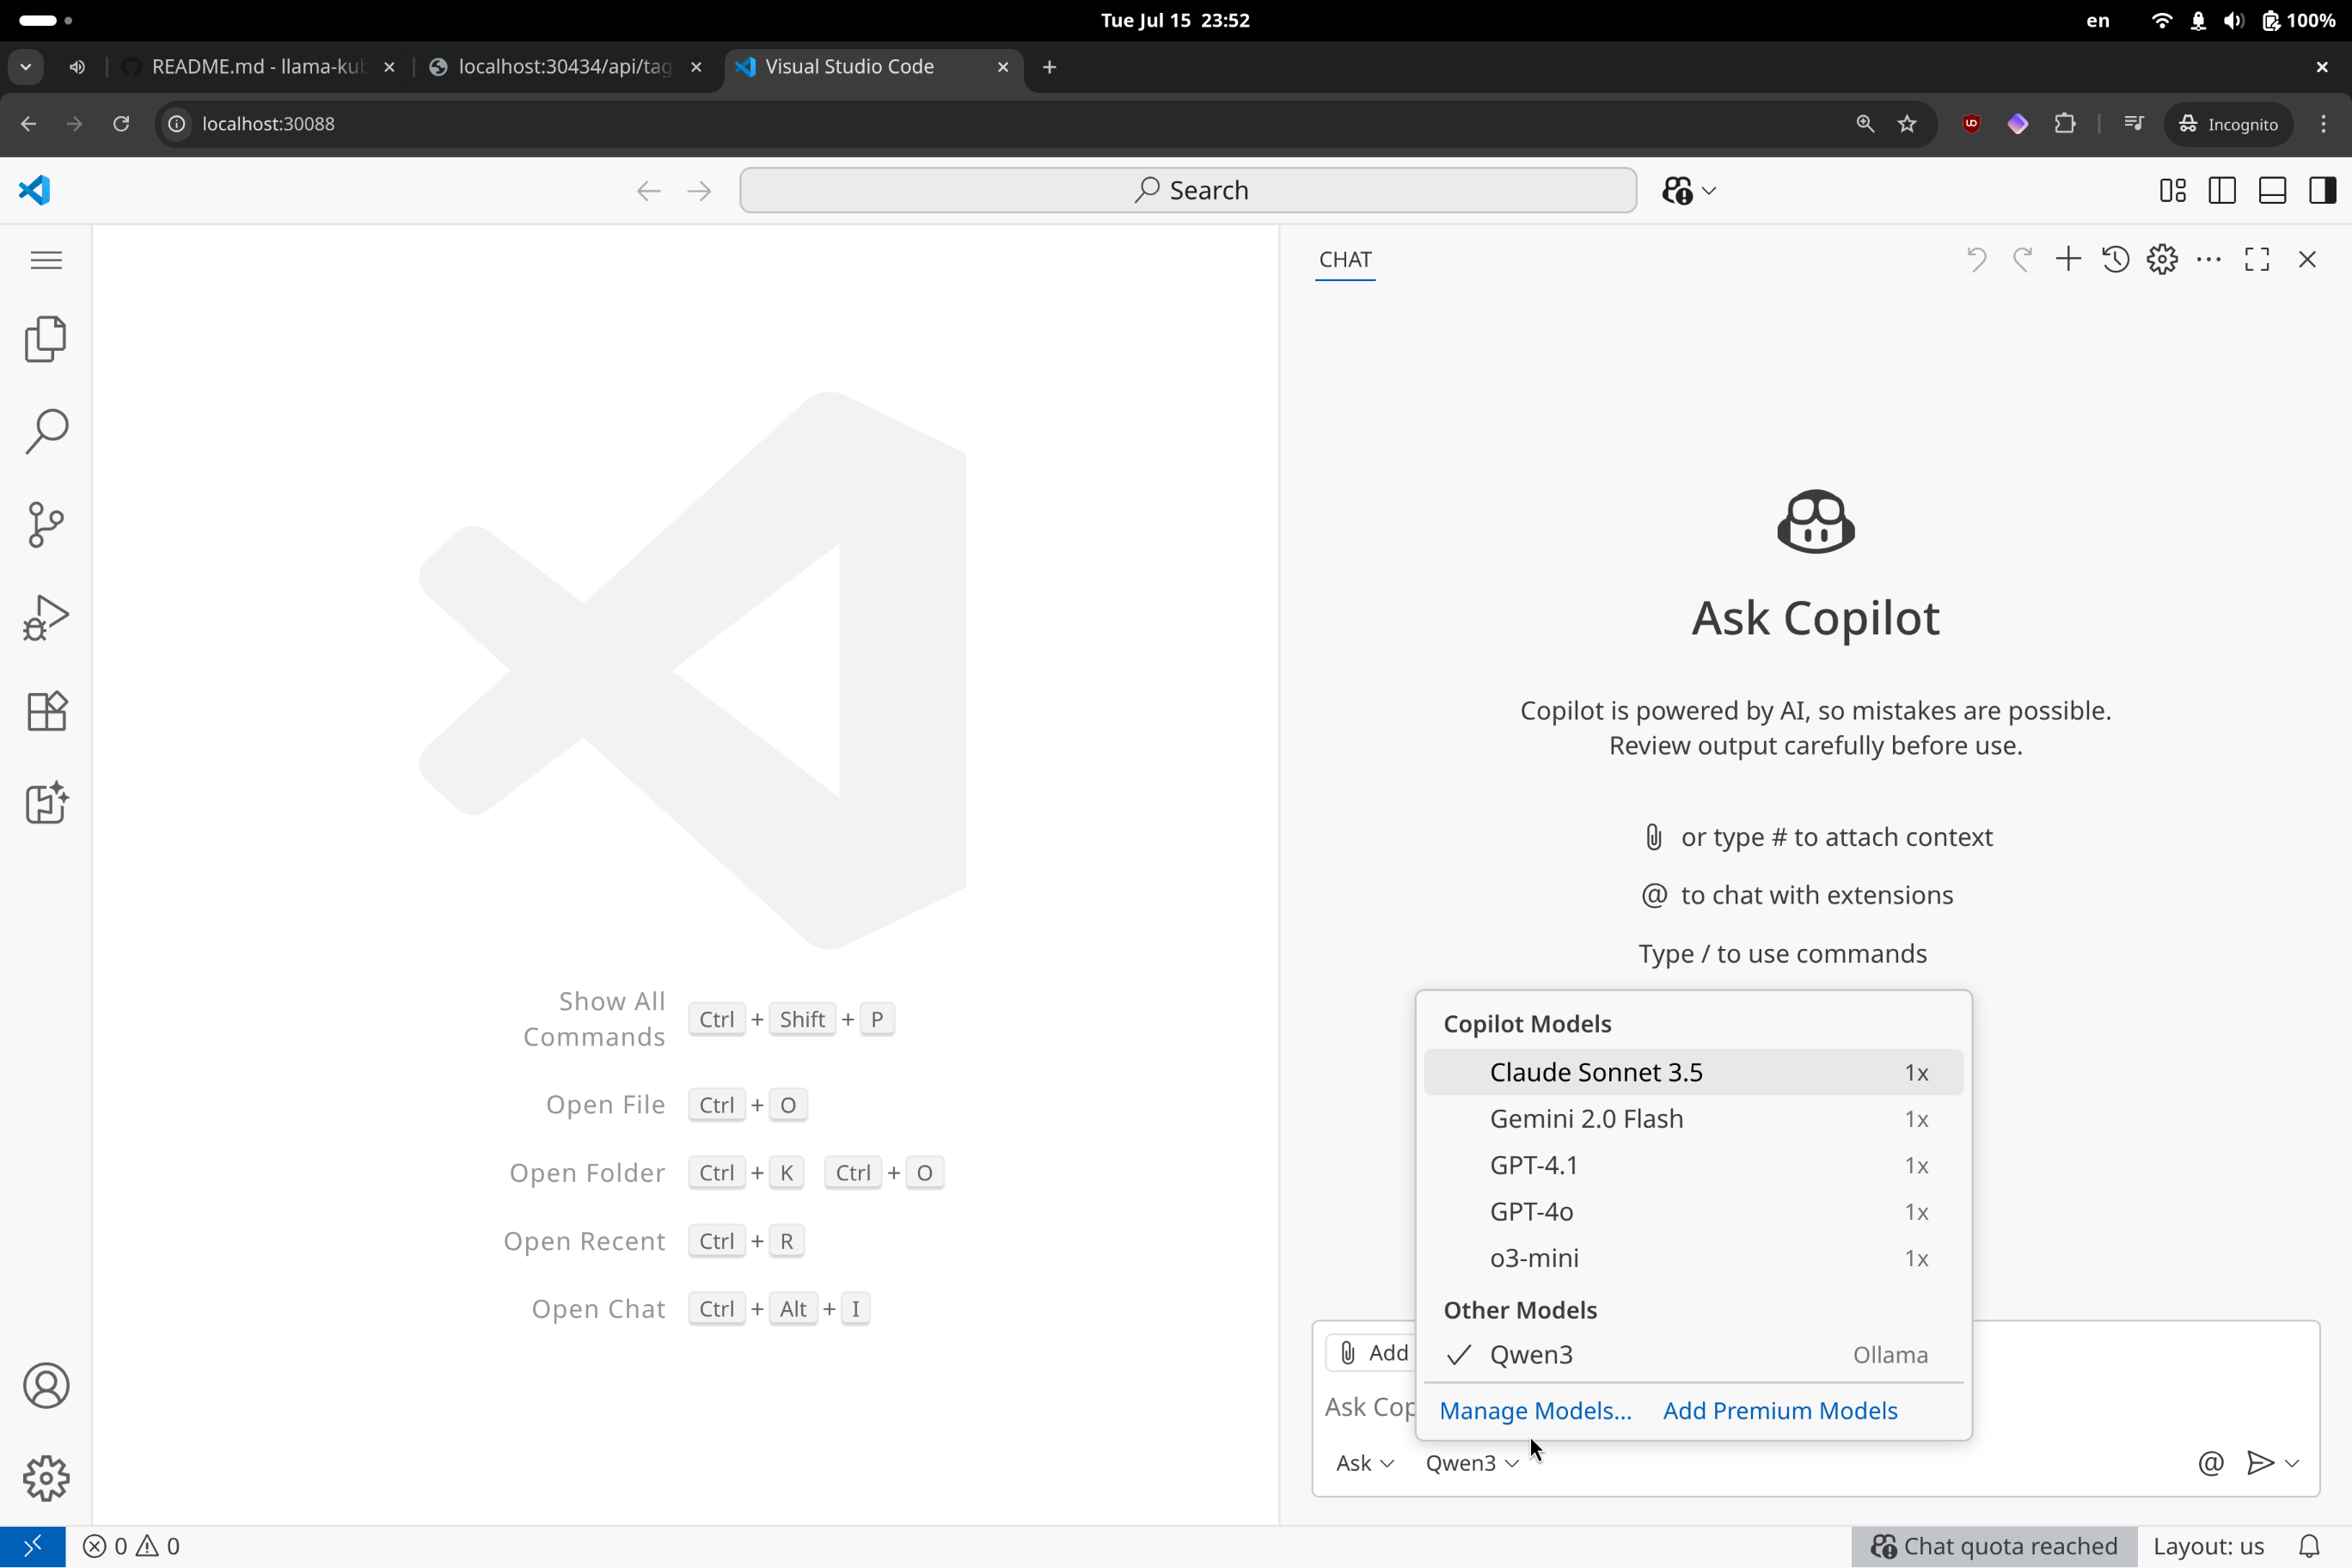 Tue Jul 15 23:52
en
100%
README.md - llama-kub
localhost:30434/api/tag
Visual Studio Code
localhost:30088
Incognito
Search
CHAT
Ask Copilot
Copilot is powered by AI, so mistakes are possible.
Review output carefully before use.
or type # to attach context
@ to chat with extensions
Type / to use commands
Show All
Commands
Ctrl + Shift + P
Open File Ctrl + O
Open Folder Ctrl + K Ctrl + O
Open Recent Ctrl + R
Open Chat Ctrl + Alt + I
Copilot Models
Claude Sonnet 3.5 1x
Gemini 2.0 Flash 1x
GPT-4.1 1x
GPT-4o 1x
o3-mini 1x
Other Models
Qwen3 Ollama
Manage Models... Add Premium Models
Add
Ask Cop
Ask Qwen3 @
0 0
Chat quota reached
Layout: us